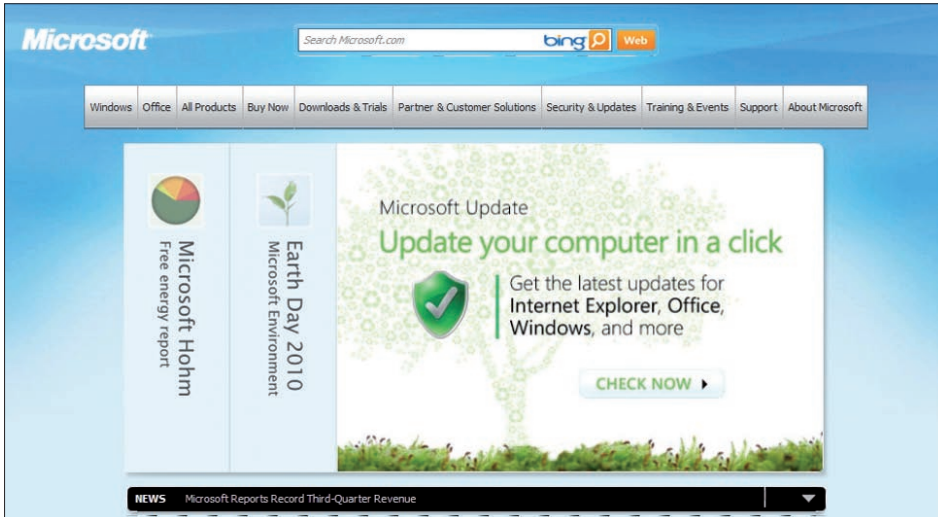 Microsoft
Search Microsoft.com
bing
Web
Windows Office All Products Buy Now Downloads & Trials Partner & Customer Solutions Security & Updates Training & Events Support About Microsoft
Microsoft Hohm
Free energy report
Earth Day 2010
Microsoft Environment
Microsoft Update
Update your computer in a click
Get the latest updates for
Internet Explorer, Office,
Windows, and more
CHECK NOW
NEWS Microsoft Reports Record Third-Quarter Revenue